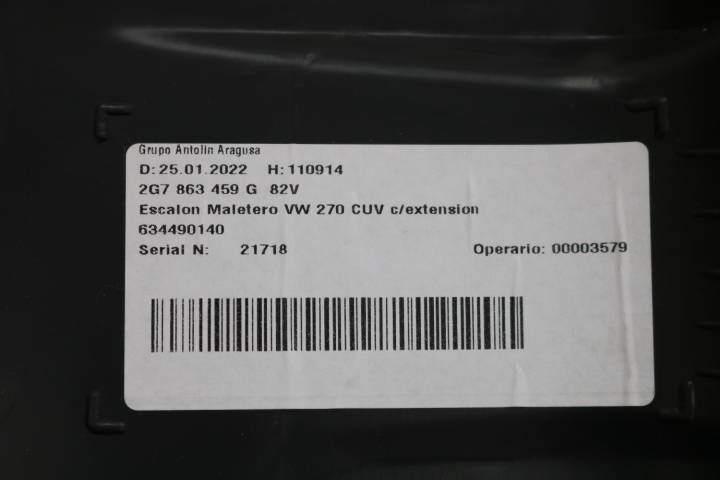 Grupo Antolin Aragusa
D: 25.01.2022 H: 110914
2G7 863 459 G 82V
Escalon Maletero VW 270 CUV c/extension
634490140
Serial N: 21718 Operario: 00003579